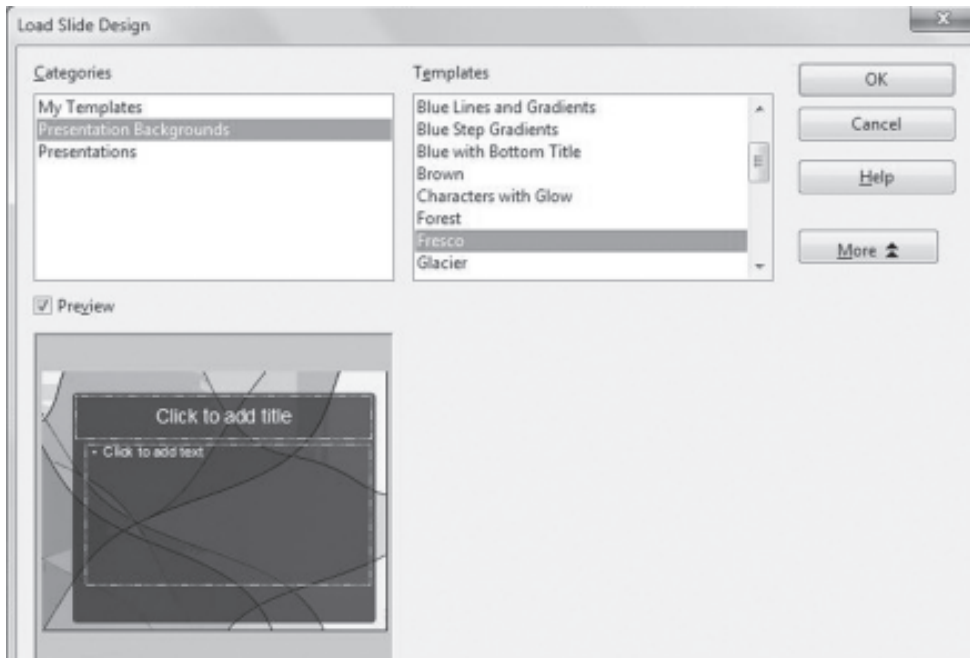 Load Slide Design
Categories
My Templates
Presentation Backgrounds
Presentations
Templates
Blue Lines and Gradients
Blue Step Gradients
Blue with Bottom Title
Brown
Characters with Glow
Forest
Fresco
Glacier
OK
Cancel
Help
More
Preview
Click to add title
• Click to add text